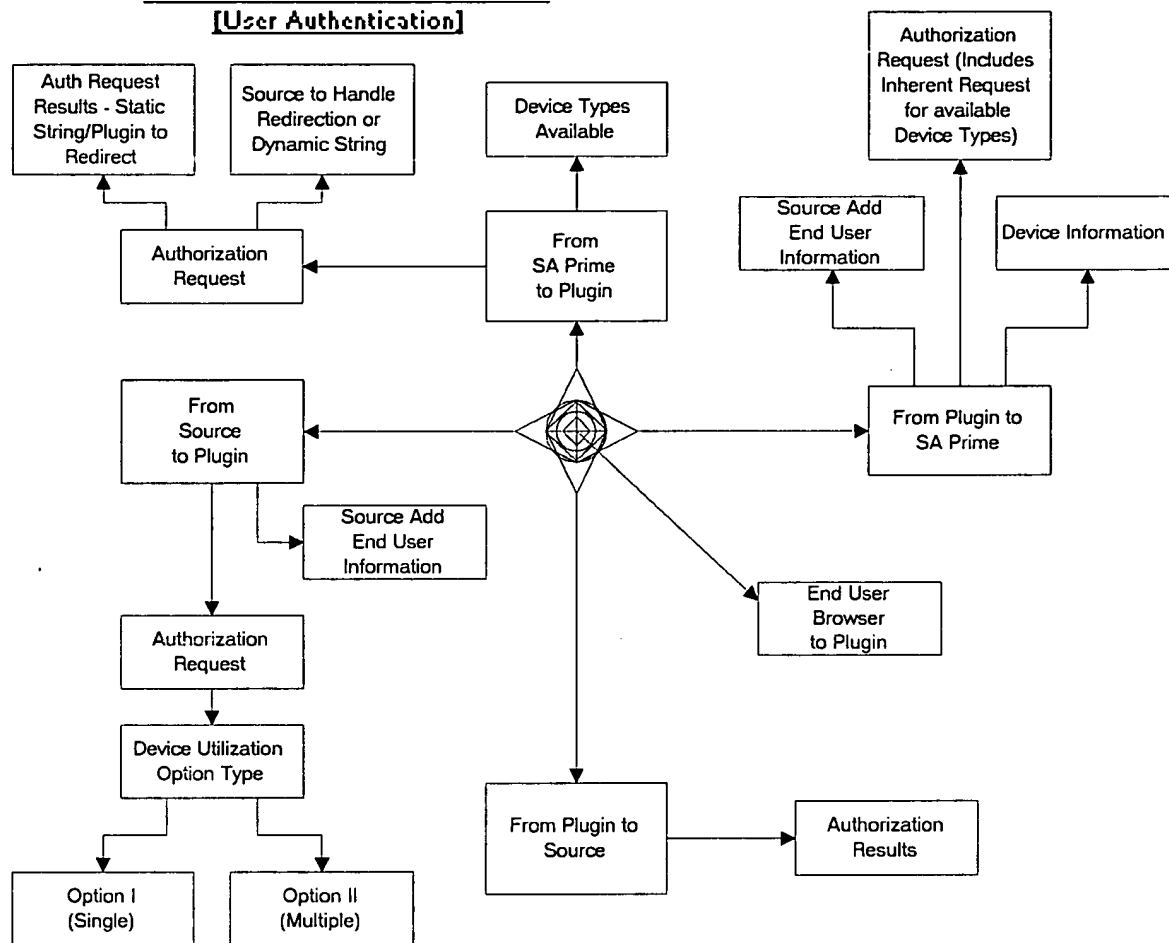 [User Authentication]
Auth Request
Results - Static
String/Plugin to
Redirect
Source to Handle
Redirection or
Dynamic String
Device Types
Available
Authorization
Request (Includes
Inherent Request
for available
Device Types)
Authorization
Request
From
SA Prime
to Plugin
Source Add
End User
Information
Device Information
From
Source
to Plugin
From Plugin to
SA Prime
Source Add
End User
Information
End User
Browser
to Plugin
Authorization
Request
Device Utilization
Option Type
Option I
(Single)
Option II
(Multiple)
From Plugin to
Source
Authorization
Results